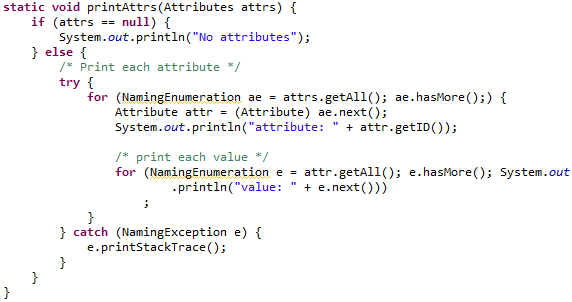 static void printAttrs(Attributes attrs) {
if (attrs == null) {
System.out.println("No attributes");
} else {
/* Print each attribute */
try {
for (NamingEnumeration ae = attrs.getAll(); ae.hasMore();) {
Attribute attr = (Attribute) ae.next();
System.out.println("attribute: " + attr.getID());
/* print each value */
for (NamingEnumeration e = attr.getAll(); e.hasMore(); System.out
.println("value: " + e.next()))
;
}
} catch (NamingException e) {
e.printStackTrace();
}
}
}